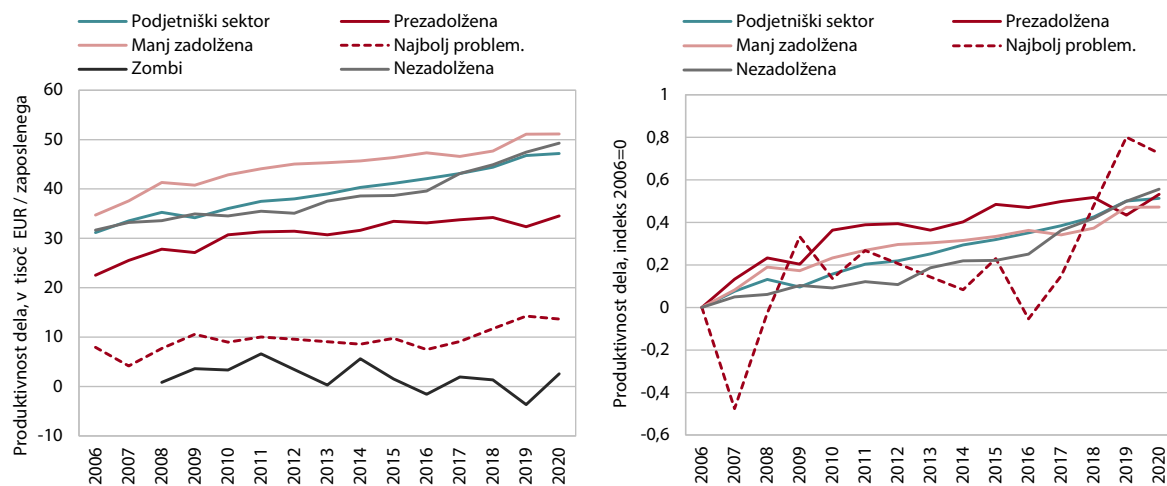 Podjetniški sektor Prezadolžena
Manj zadolžena Najbolj problem.
Zombi Nezadolžena
Produktivnost dela, v tisoč EUR / zaposlenega
60
50
40
30
20
10
0
-10
2006 2007 2008 2009 2010 2011 2012 2013 2014 2015 2016 2017 2018 2019 2020
Podjetniški sektor Prezadolžena
Manj zadolžena Najbolj problem.
Nezadolžena
Produktivnost dela, indeks 2006=0
1
0,8
0,6
0,4
0,2
0
-0,2
-0,4
-0,6
2006 2007 2008 2009 2010 2011 2012 2013 2014 2015 2016 2017 2018 2019 2020